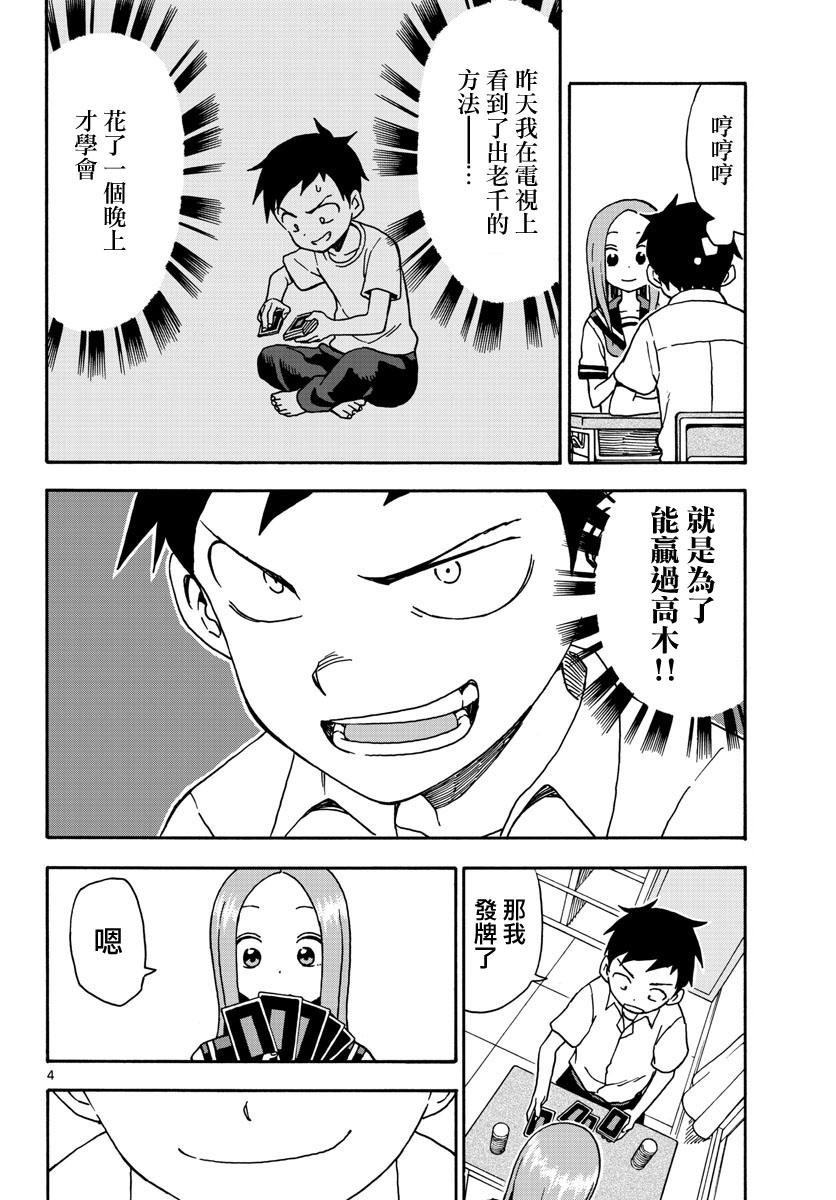 哼哼哼
昨天我在電視上
看到了出老千的
方法——…
花了一個晚上
才學會
就是為了
能贏過高木!!
那我
發牌了
嗯
4